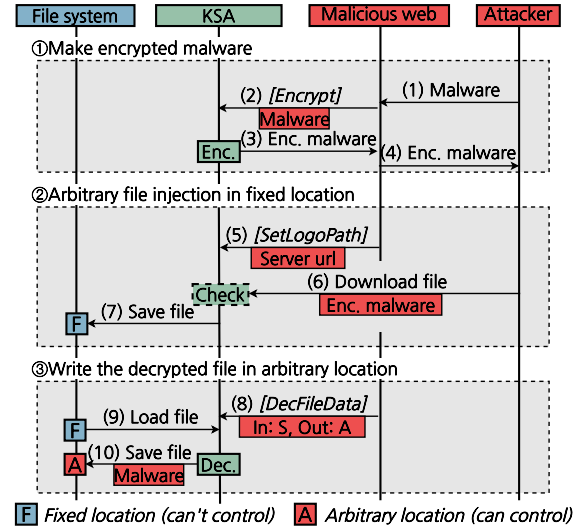 File system KSA Malicious web Attacker
①Make encrypted malware
(1) Malware
(2) [Encrypt]
Malware
Enc. (3) Enc. malware
(4) Enc. malware
②Arbitrary file injection in fixed location
(5) [SetLogoPath]
Server url
(6) Download file
Check
Enc. malware
(7) Save file
F
③Write the decrypted file in arbitrary location
(8) [DecFileData]
In: S, Out: A
(9) Load file
F
(10) Save file
A Dec.
Malware
F Fixed location (can't control) A Arbitrary location (can control)